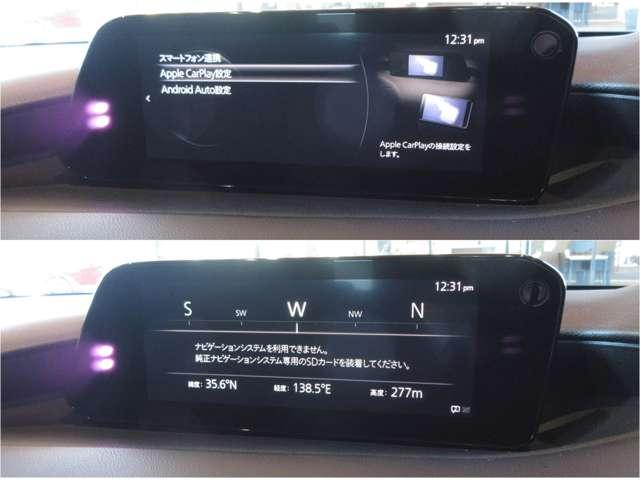 12:31pm
スマートフォン連携
Apple CarPlay設定
Android Auto設定
Apple CarPlayの接続設定を
します。
12:31pm
S SW W NW N
ナビゲーションシステムを利用できません。
純正ナビゲーションシステム専用のSDカードを装着してください。
緯度: 35.6°N 経度: 138.5°E 高度: 277m